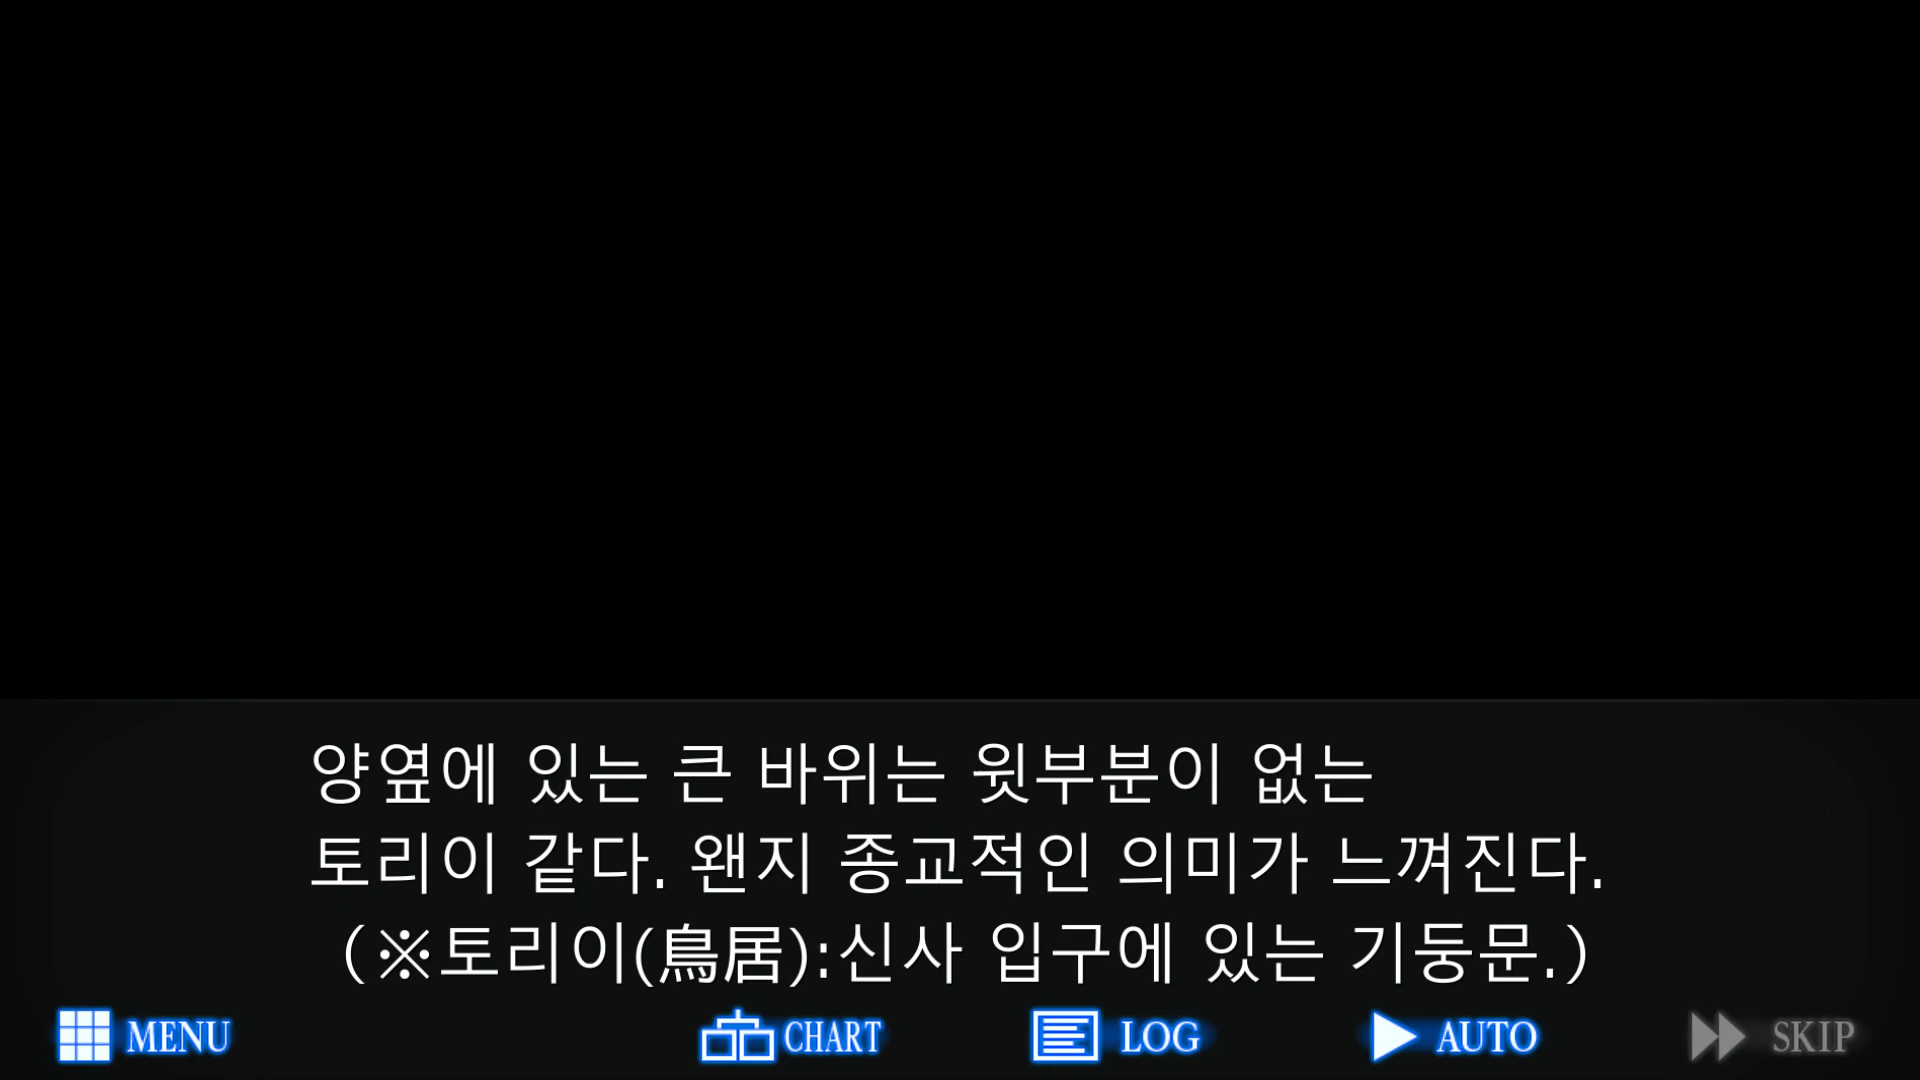 양옆에 있는 큰 바위는 윗부분이 없는
토리이 같다. 왠지 종교적인 의미가 느껴진다.
(※토리이(鳥居):신사 입구에 있는 기둥문.)
MENU CHART LOG AUTO SKIP